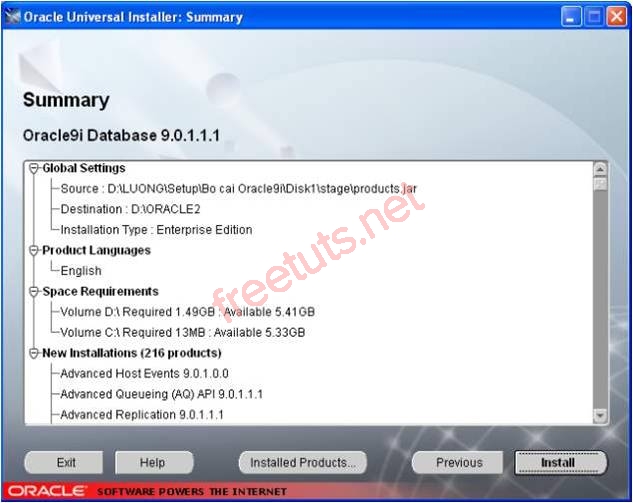 Oracle Universal Installer: Summary
Summary
Oracle9i Database 9.0.1.1.1
Global Settings
Source : D:\LUONG\Setup\Bo cai Oracle9i\Disk1\stage\products.jar
Destination : D:\ORACLE2
Installation Type : Enterprise Edition
Product Languages
English
Space Requirements
Volume D:\ Required 1.49GB : Available 5.41GB
Volume C:\ Required 13MB : Available 5.33GB
New Installations (216 products)
Advanced Host Events 9.0.1.0.0
Advanced Queueing (AQ) API 9.0.1.1.1
Advanced Replication 9.0.1.1.1
freetuts.net
Exit Help Installed Products... Previous Install
ORACLE SOFTWARE POWERS THE INTERNET